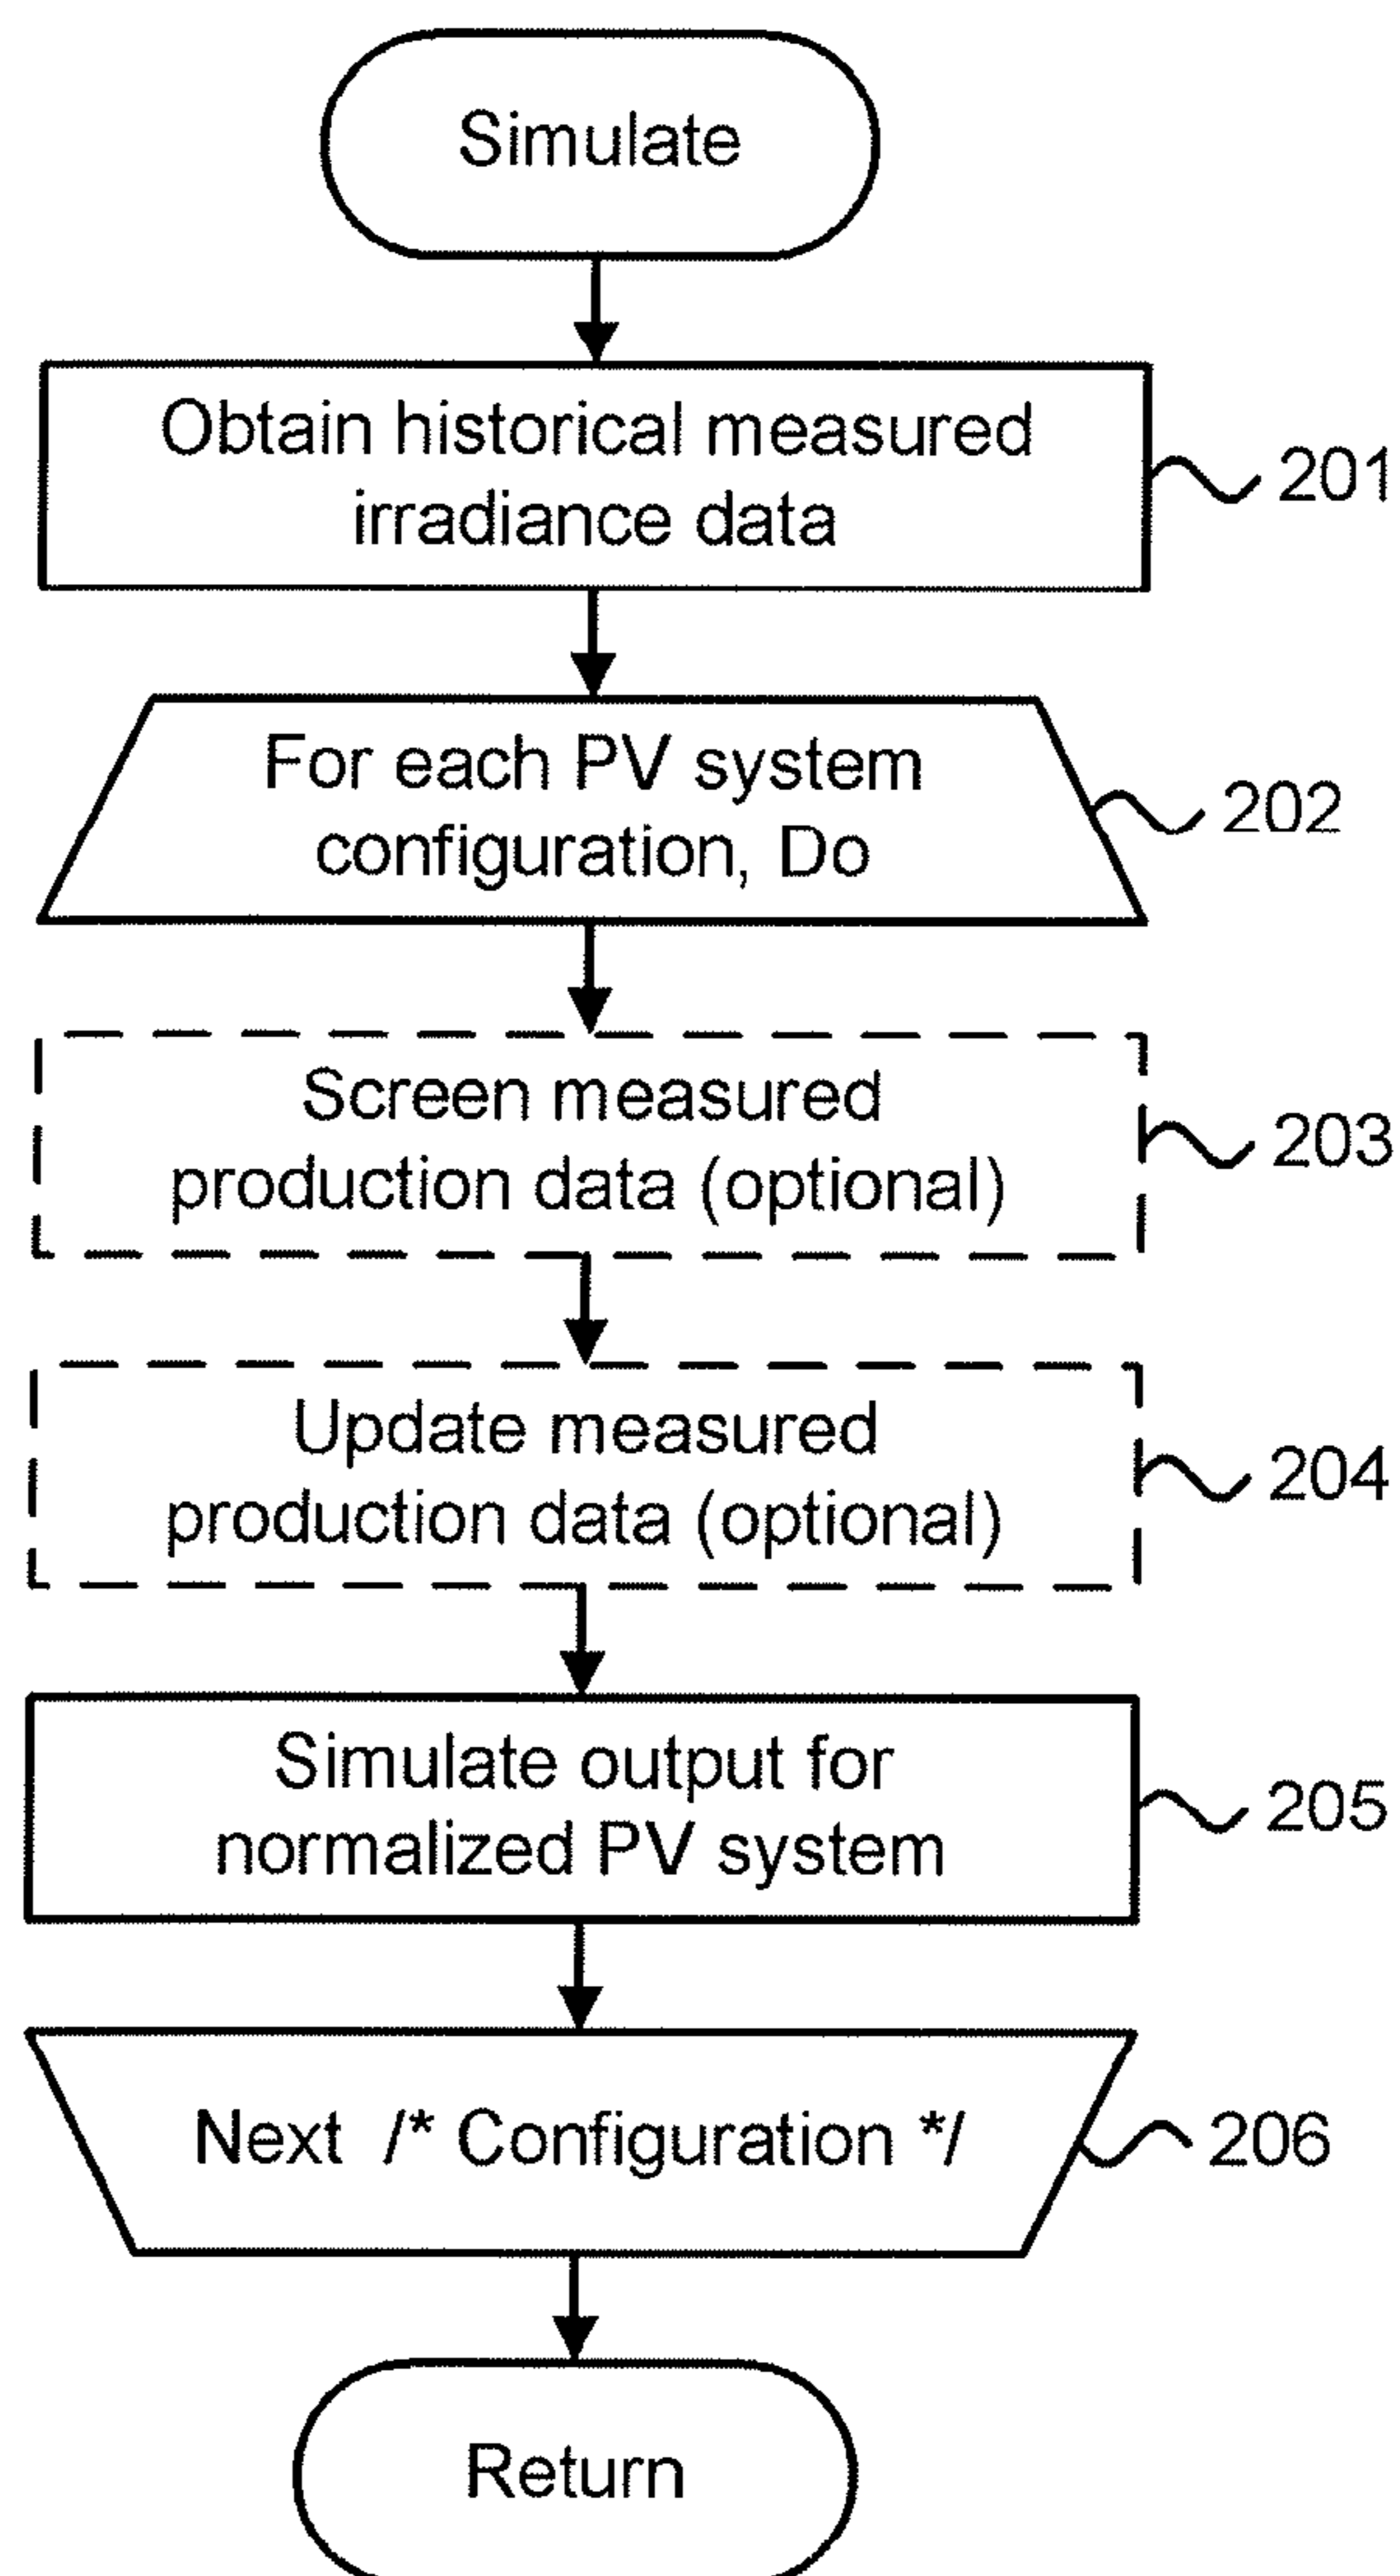 Simulate
Obtain historical measured
irradiance data
201
For each PV system
configuration, Do
202
Screen measured
production data (optional)
203
Update measured
production data (optional)
204
Simulate output for
normalized PV system
205
Next /* Configuration */
206
Return